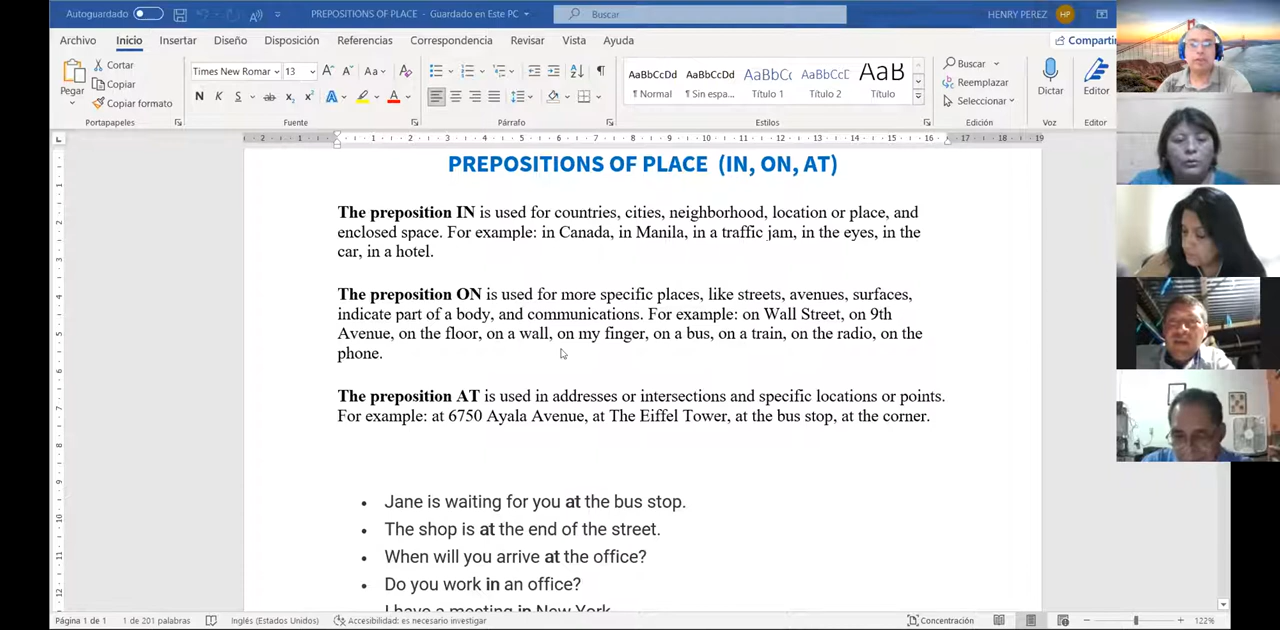 Autoguardado
PREPOSITIONS OF PLACE - Guardado en Este PC
Buscar
HENRY PEREZ HP
Archivo Inicio Insertar Diseño Disposición Referencias Correspondencia Revisar Vista Ayuda Compartir
Pegar
Cortar
Copiar
Copiar formato
Portapapeles
Times New Roman 13
N K S
Fuente
Párrafo
AaBbCcDd AaBbCcDd AaBbCc AaBbCcD AaB
¶ Normal ¶ Sin espa... Título 1 Título 2 Título
Estilos
Buscar
Reemplazar
Seleccionar
Edición
Dictar
Voz
Editor
Editor
PREPOSITIONS OF PLACE (IN, ON, AT)
The preposition IN is used for countries, cities, neighborhood, location or place, and
enclosed space. For example: in Canada, in Manila, in a traffic jam, in the eyes, in the
car, in a hotel.
The preposition ON is used for more specific places, like streets, avenues, surfaces,
indicate part of a body, and communications. For example: on Wall Street, on 9th
Avenue, on the floor, on a wall, on my finger, on a bus, on a train, on the radio, on the
phone.
The preposition AT is used in addresses or intersections and specific locations or points.
For example: at 6750 Ayala Avenue, at The Eiffel Tower, at the bus stop, at the corner.
• Jane is waiting for you at the bus stop.
• The shop is at the end of the street.
• When will you arrive at the office?
• Do you work in an office?
I have a meeting in New York
Página 1 de 1 1 de 201 palabras Inglés (Estados Unidos) Accesibilidad: es necesario investigar Concentración 122%